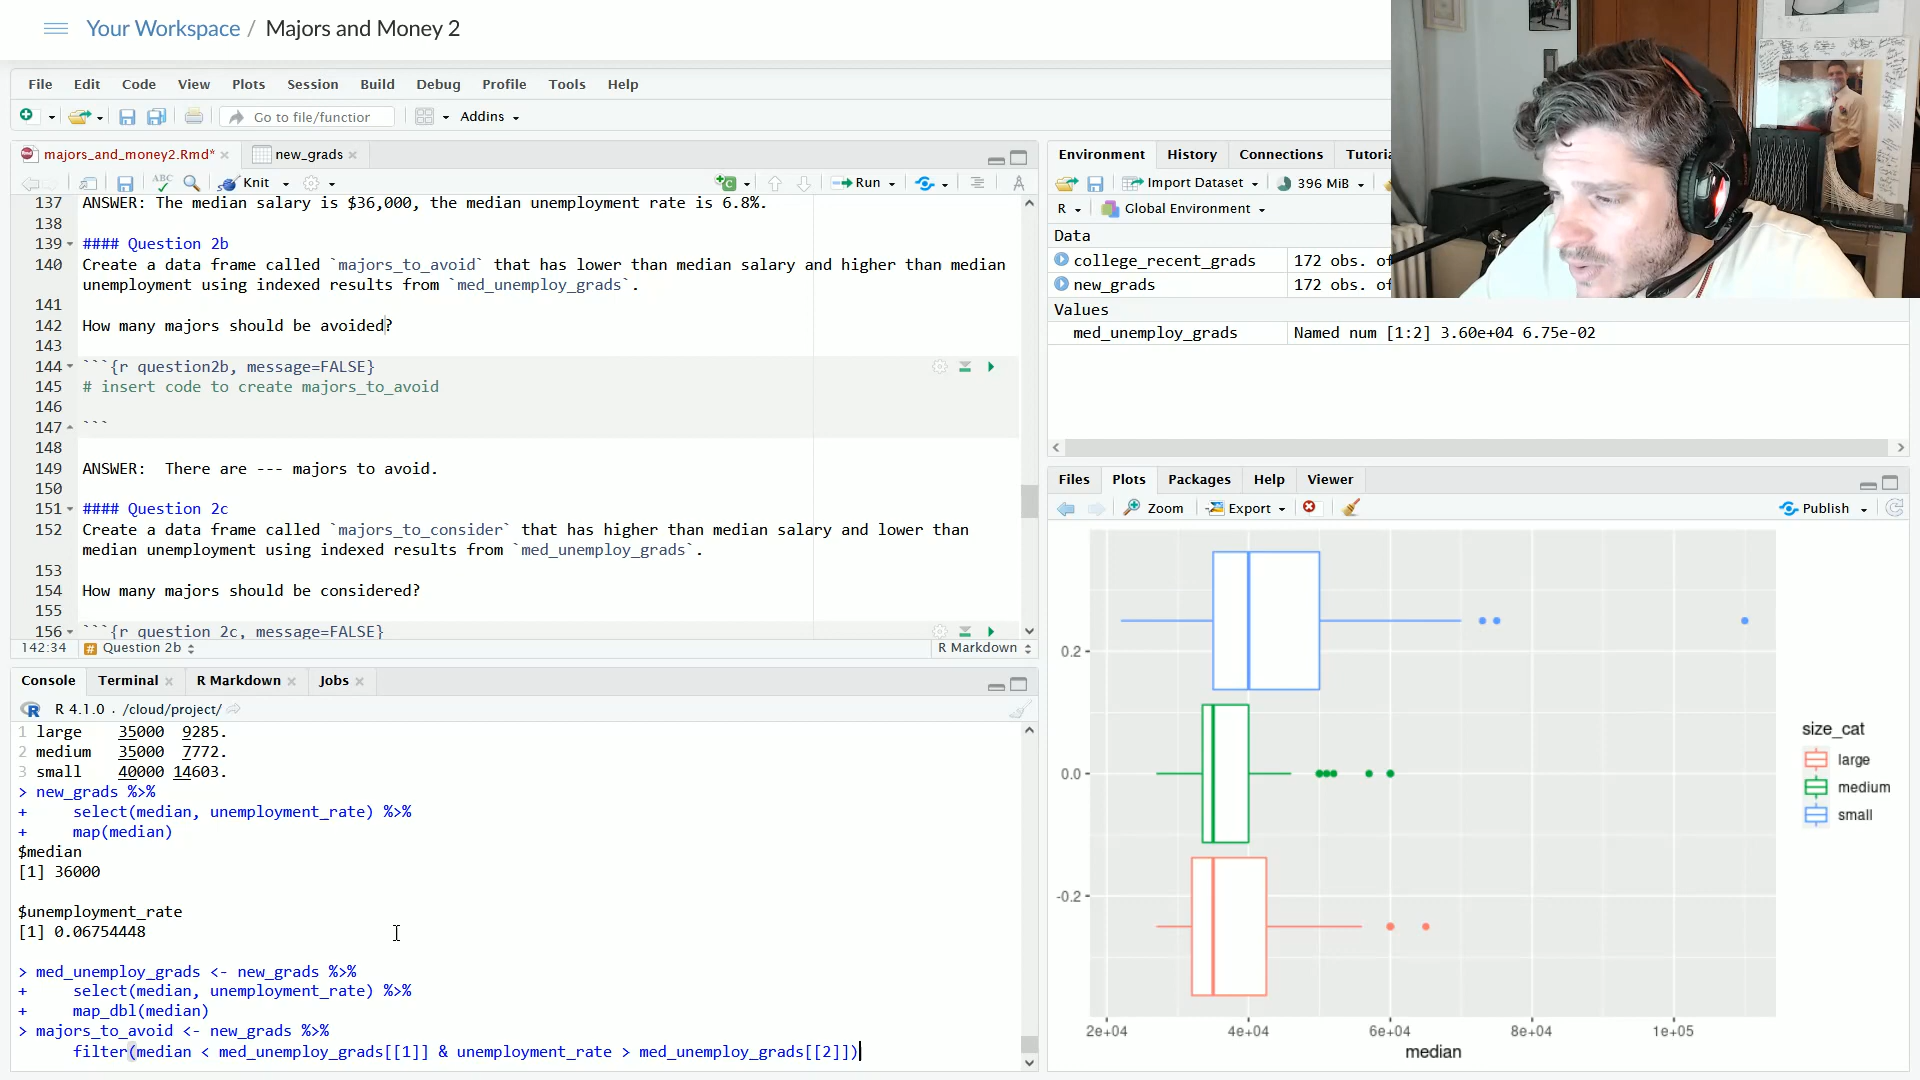 Your Workspace / Majors and Money 2
File Edit Code View Plots Session Build Debug Profile Tools Help
Go to file/function Addins
majors_and_money2.Rmd* new_grads
Knit Run
137 ANSWER: The median salary is $36,000, the median unemployment rate is 6.8%.
138
139 #### Question 2b
140 Create a data frame called `majors_to_avoid` that has lower than median salary and higher than median
unemployment using indexed results from `med_unemploy_grads`.
141
142 How many majors should be avoided?
143
144 ```{r question2b, message=FALSE}
145 # insert code to create majors_to_avoid
146
147 ```
148
149 ANSWER:  There are --- majors to avoid.
150
151 #### Question 2c
152 Create a data frame called `majors_to_consider` that has higher than median salary and lower than
median unemployment using indexed results from `med_unemploy_grads`.
153
154 How many majors should be considered?
155
156 ```{r question 2c, message=FALSE}
142:34 # Question 2b R Markdown
Console Terminal R Markdown Jobs
R 4.1.0 · /cloud/project/
1 large 35000 9285.
2 medium 35000 7772.
3 small 40000 14603.
> new_grads %>%
+ select(median, unemployment_rate) %>%
+ map(median)
$median
[1] 36000
$unemployment_rate
[1] 0.06754448
> med_unemploy_grads <- new_grads %>%
+ select(median, unemployment_rate) %>%
+ map_dbl(median)
> majors_to_avoid <- new_grads %>%
filter(median < med_unemploy_grads[[1]] & unemployment_rate > med_unemploy_grads[[2]])
Environment History Connections Tutoria
Import Dataset 396 MiB
R Global Environment
Data
college_recent_grads 172 obs. of
new_grads 172 obs. of
Values
med_unemploy_grads Named num [1:2] 3.60e+04 6.75e-02
Files Plots Packages Help Viewer
Zoom Export Publish
0.2
0.0
-0.2
2e+04 4e+04 6e+04 8e+04 1e+05
median
size_cat
large
medium
small